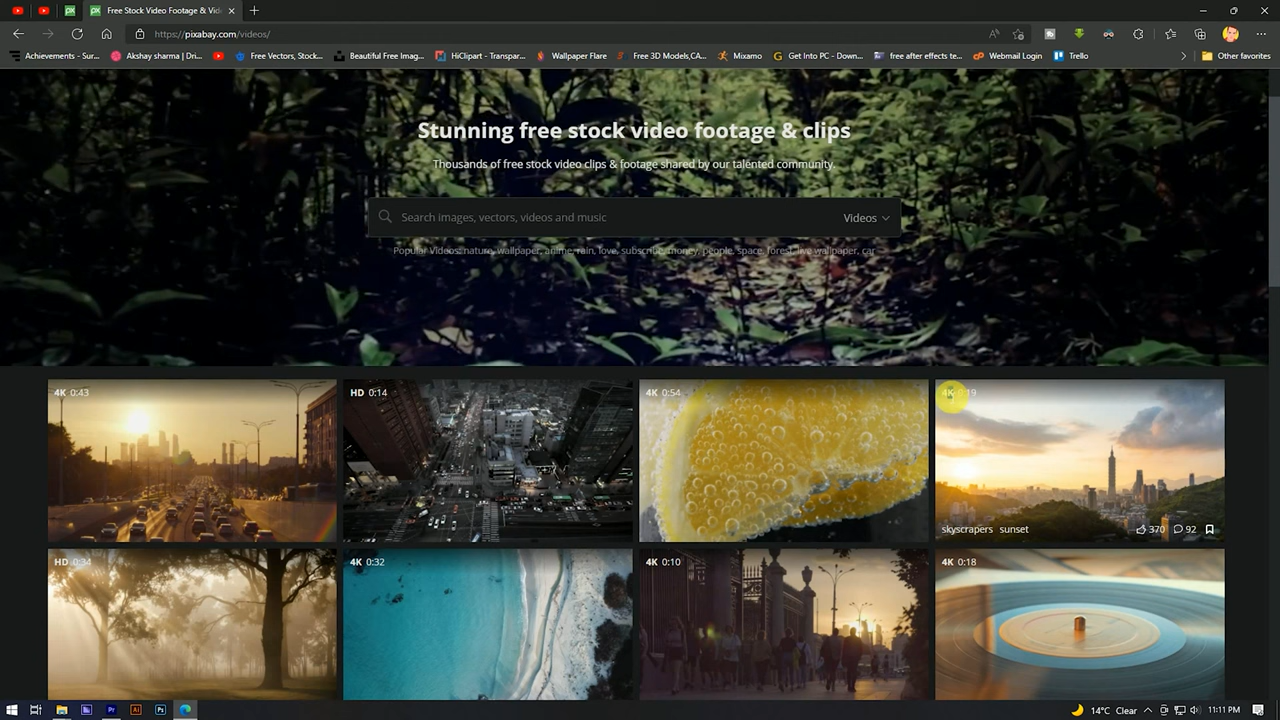 Free Stock Video Footage & Vid
https://pixabay.com/videos/
Achievements - Sur...
Akshay sharma | Dri...
Free Vectors, Stock...
Beautiful Free Imag...
HiClipart - Transpar...
Wallpaper Flare
Free 3D Models,CA...
Mixamo
Get Into PC - Down...
free after effects te...
Webmail Login
Trello
Other favorites
Stunning free stock video footage & clips
Thousands of free stock video clips & footage shared by our talented community.
Search images, vectors, videos and music
Videos
Popular Videos: nature, wallpaper, anime, rain, love, subscribe, money, people, space, forest, live wallpaper, car
4K 0:43
HD 0:14
4K 0:54
4K 0:19
skyscrapers sunset
370
92
HD 0:34
4K 0:32
4K 0:10
4K 0:18
14°C Clear
11:11 PM